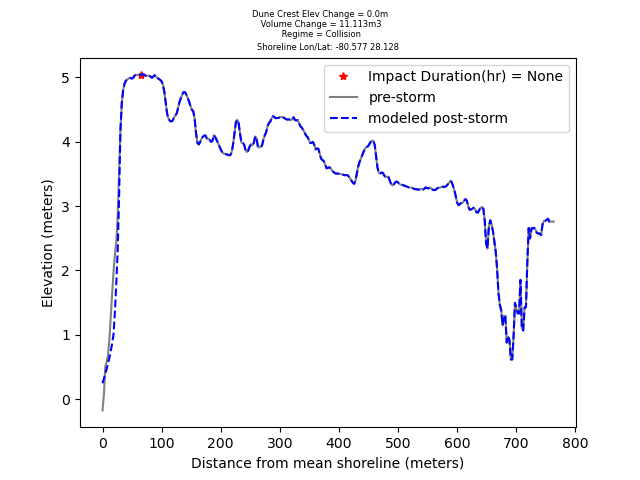 Dune Crest Elev Change = 0.0m
Volume Change = 11.113m3
Regime = Collision
Shoreline Lon/Lat: -80.577 28.128
Impact Duration(hr) = None
pre-storm
modeled post-storm
Elevation (meters)
5
4
3
2
1
0
0 100 200 300 400 500 600 700 800
Distance from mean shoreline (meters)